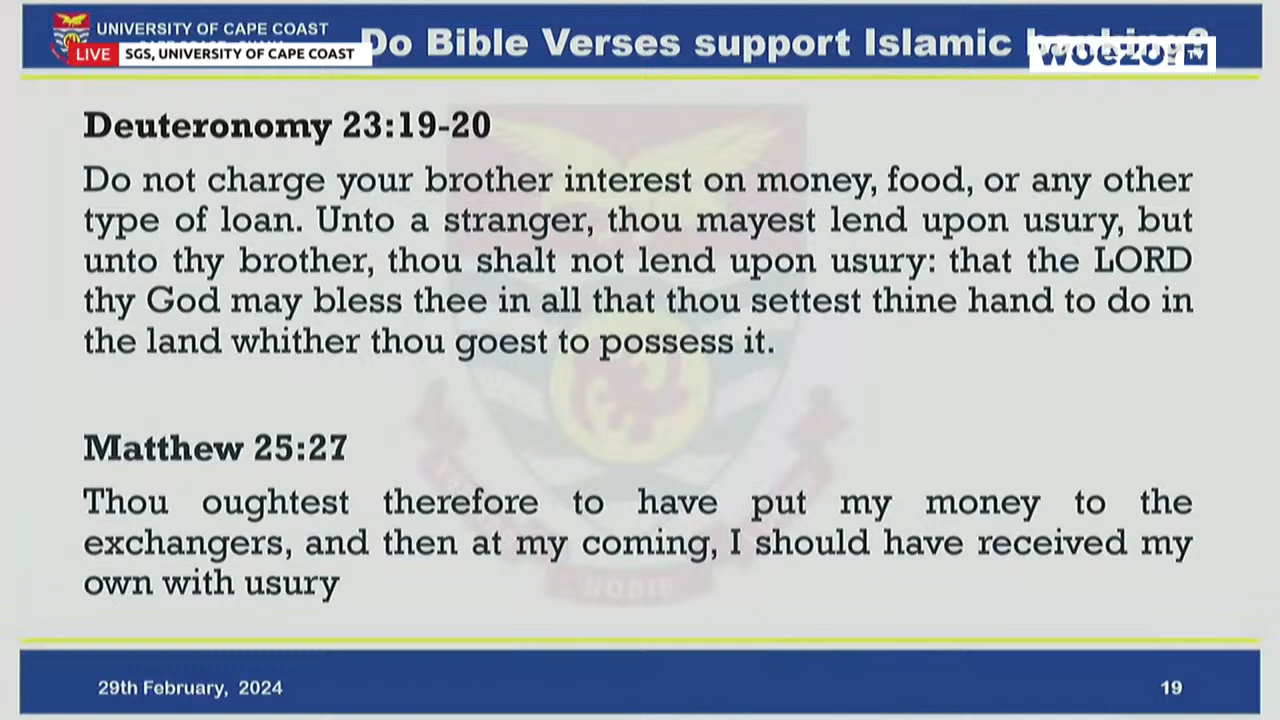 UNIVERSITY OF CAPE COAST
LIVE SGS, UNIVERSITY OF CAPE COAST
Do Bible Verses support Islamic banking?
woezor TV
Deuteronomy 23:19-20
Do not charge your brother interest on money, food, or any other
type of loan. Unto a stranger, thou mayest lend upon usury, but
unto thy brother, thou shalt not lend upon usury: that the LORD
thy God may bless thee in all that thou settest thine hand to do in
the land whither thou goest to possess it.
Matthew 25:27
Thou oughtest therefore to have put my money to the
exchangers, and then at my coming, I should have received my
own with usury
NOBIS
29th February, 2024
19